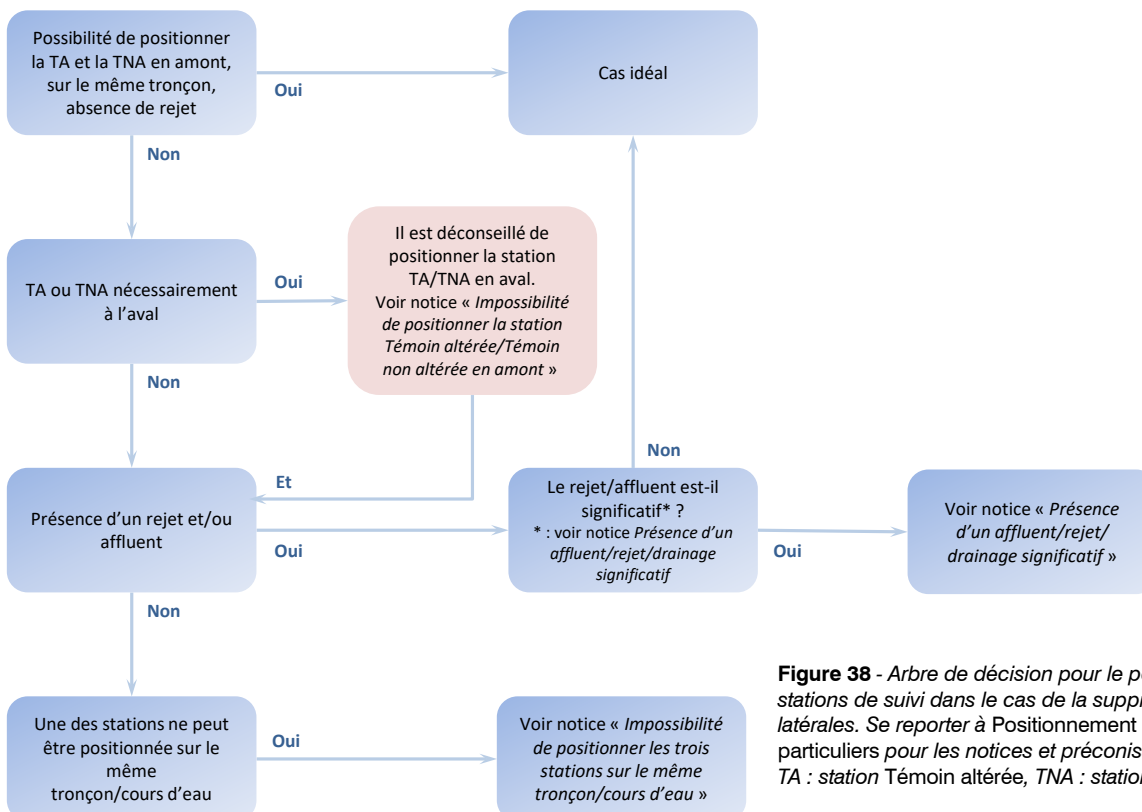 Possibilité de positionner
la TA et la TNA en amont,
sur le même tronçon,
absence de rejet
Oui
Cas idéal
Non
TA ou TNA nécessairement
à l’aval
Oui
Il est déconseillé de
positionner la station
TA/TNA en aval.
Voir notice « Impossibilité
de positionner la station
Témoin altérée/Témoin
non altérée en amont »
Non
Et
Présence d’un rejet et/ou
affluent
Oui
Non
Le rejet/affluent est-il
significatif* ?
* : voir notice Présence d’un
affluent/rejet/drainage
significatif
Oui
Voir notice « Présence
d’un affluent/rejet/
drainage significatif »
Non
Une des stations ne peut
être positionnée sur le
même
tronçon/cours d’eau
Oui
Voir notice « Impossibilité
de positionner les trois
stations sur le même
tronçon/cours d’eau »
Figure 38 - Arbre de décision pour le
stations de suivi dans le cas de la
latérales. Se reporter à Positionnement
particuliers pour les notices et
TA : station Témoin altérée, TNA : station